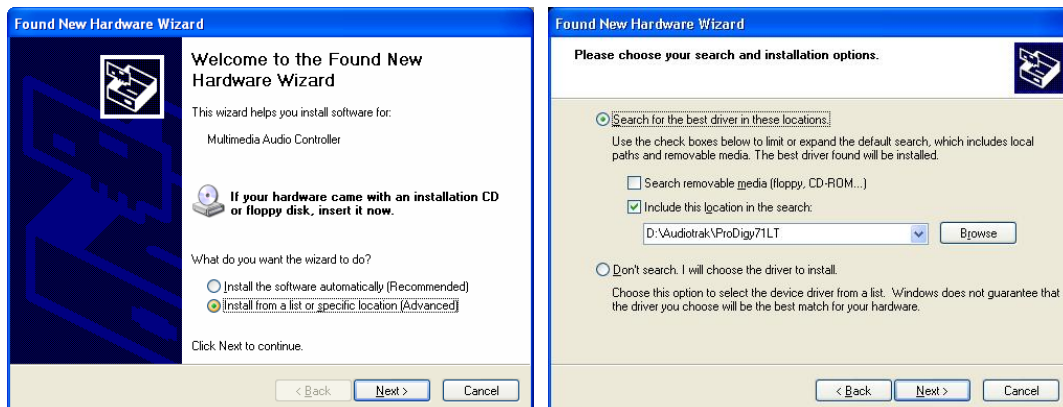 Found New Hardware Wizard
Welcome to the Found New
Hardware Wizard
This wizard helps you install software for:
Multimedia Audio Controller
If your hardware came with an installation CD
or floppy disk, insert it now.
What do you want the wizard to do?
Install the software automatically (Recommended)
Install from a list or specific location (Advanced)
Click Next to continue.
< Back
Next >
Cancel
Found New Hardware Wizard
Please choose your search and installation options.
Search for the best driver in these locations.
Use the check boxes below to limit or expand the default search, which includes local
paths and removable media. The best driver found will be installed.
Search removable media (floppy, CD-ROM...)
Include this location in the search:
D:\Audiotrak\ProDigy71LT
Browse
Don't search. I will choose the driver to install.
Choose this option to select the device driver from a list. Windows does not guarantee that
the driver you choose will be the best match for your hardware.
< Back
Next >
Cancel